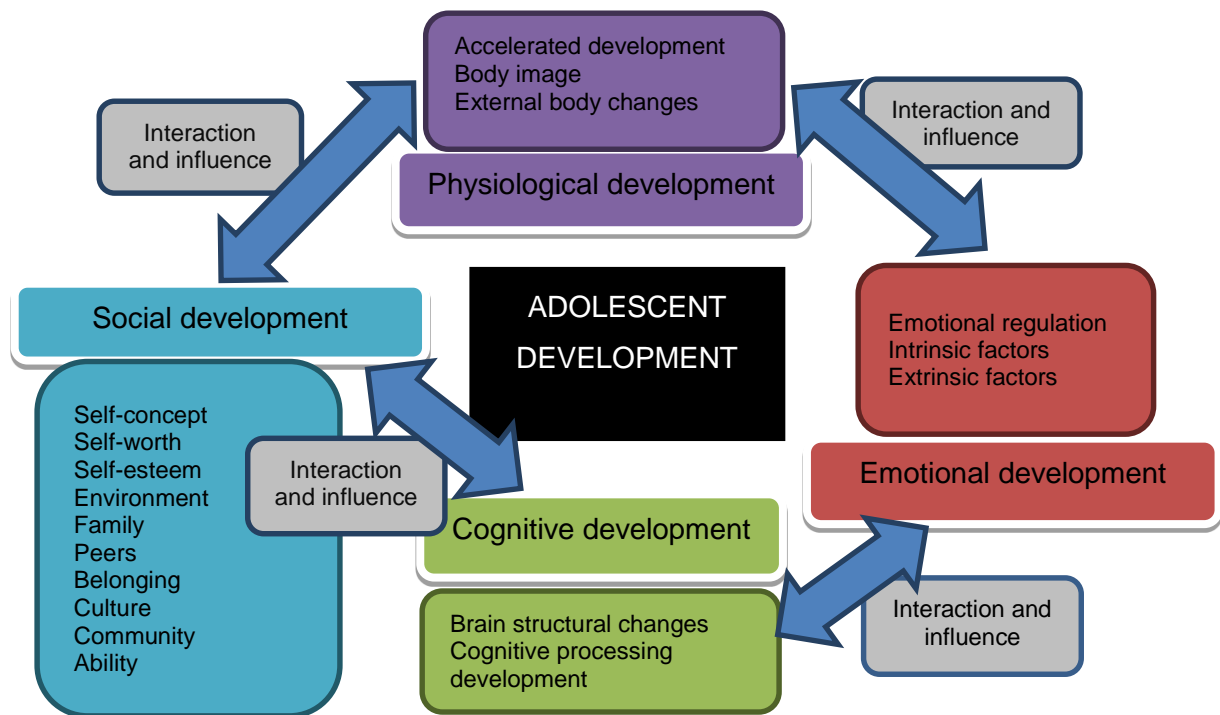 Accelerated development
Body image
External body changes
Physiological development
Interaction
and influence
Interaction and
influence
ADOLESCENT
DEVELOPMENT
Social development
Self-concept
Self-worth
Self-esteem
Environment
Family
Peers
Belonging
Culture
Community
Ability
Interaction
and influence
Emotional regulation
Intrinsic factors
Extrinsic factors
Emotional development
Cognitive development
Brain structural changes
Cognitive processing
development
Interaction and
influence